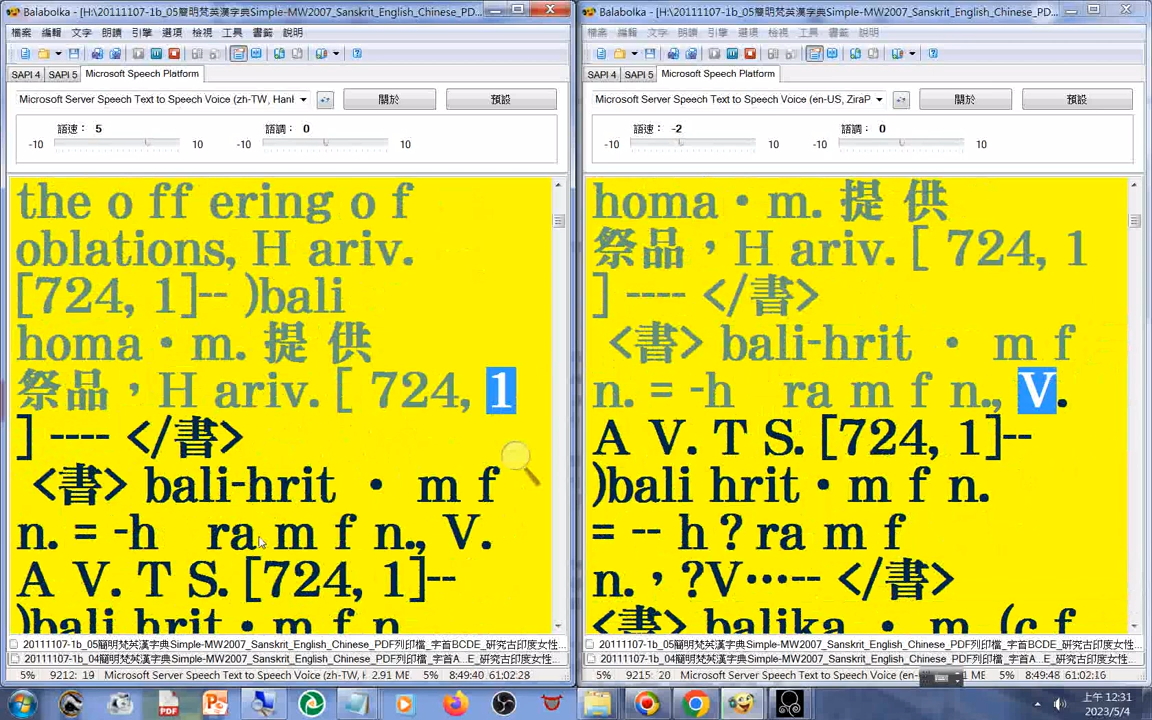 Balabolka - [H:\20111107-1b_05簡明梵英漢字典Simple-MW2007_Sanskrit_English_Chinese_PD...
檔案 編輯 文字 朗讀 引擎 選項 檢視 工具 書籤 說明
SAPI 4 SAPI 5 Microsoft Speech Platform
Microsoft Server Speech Text to Speech Voice (zh-TW, HanH
關於 預設
語速： 5 語調： 0
-10 10 -10 10
the o ff ering o f
oblations, H ariv.
[724, 1]-- )bali
homa・m. 提 供
祭品，H ariv. [ 724, 1
] ---- </書>
<書> bali-hrit ・ m f
n. = -h ra m f n., V.
A V. T S. [724, 1]--
)bali hrit・m f n.
20111107-1b_05簡明梵英漢字典Simple-MW2007_Sanskrit_English_Chinese_PDF列印檔_字首BCDE_研究古印度女性...
20111107-1b_04簡明梵英漢字典Simple-MW2007_Sanskrit_English_Chinese_PDF列印檔_字首A...E_研究古印度女性...
5% 9212: 19 Microsoft Server Speech Text to Speech Voice (zh-TW, H 2.91 ME 5% 8:49:40 61:02:28
Balabolka - [H:\20111107-1b_05簡明梵英漢字典Simple-MW2007_Sanskrit_English_Chinese_PD...
檔案 編輯 文字 朗讀 引擎 選項 檢視 工具 書籤 說明
SAPI 4 SAPI 5 Microsoft Speech Platform
Microsoft Server Speech Text to Speech Voice (en-US, ZiraP
關於 預設
語速： -2 語調： 0
-10 10 -10 10
homa・m. 提 供
祭品，H ariv. [ 724, 1
] ---- </書>
<書> bali-hrit ・ m f
n. = -h ra m f n., V.
A V. T S. [724, 1]--
)bali hrit・m f n.
= -- h ? ra m f
n.，?V…-- </書>
<書> balika ・ m. (c f
20111107-1b_05簡明梵英漢字典Simple-MW2007_Sanskrit_English_Chinese_PDF列印檔_字首BCDE_研究古印度女性...
20111107-1b_04簡明梵英漢字典Simple-MW2007_Sanskrit_English_Chinese_PDF列印檔_字首A...E_研究古印度女性...
5% 9215: 20 Microsoft Server Speech Text to Speech Voice (en-US 5% 8:49:48 61:02:16
PDF
上午 12:31
2023/5/4